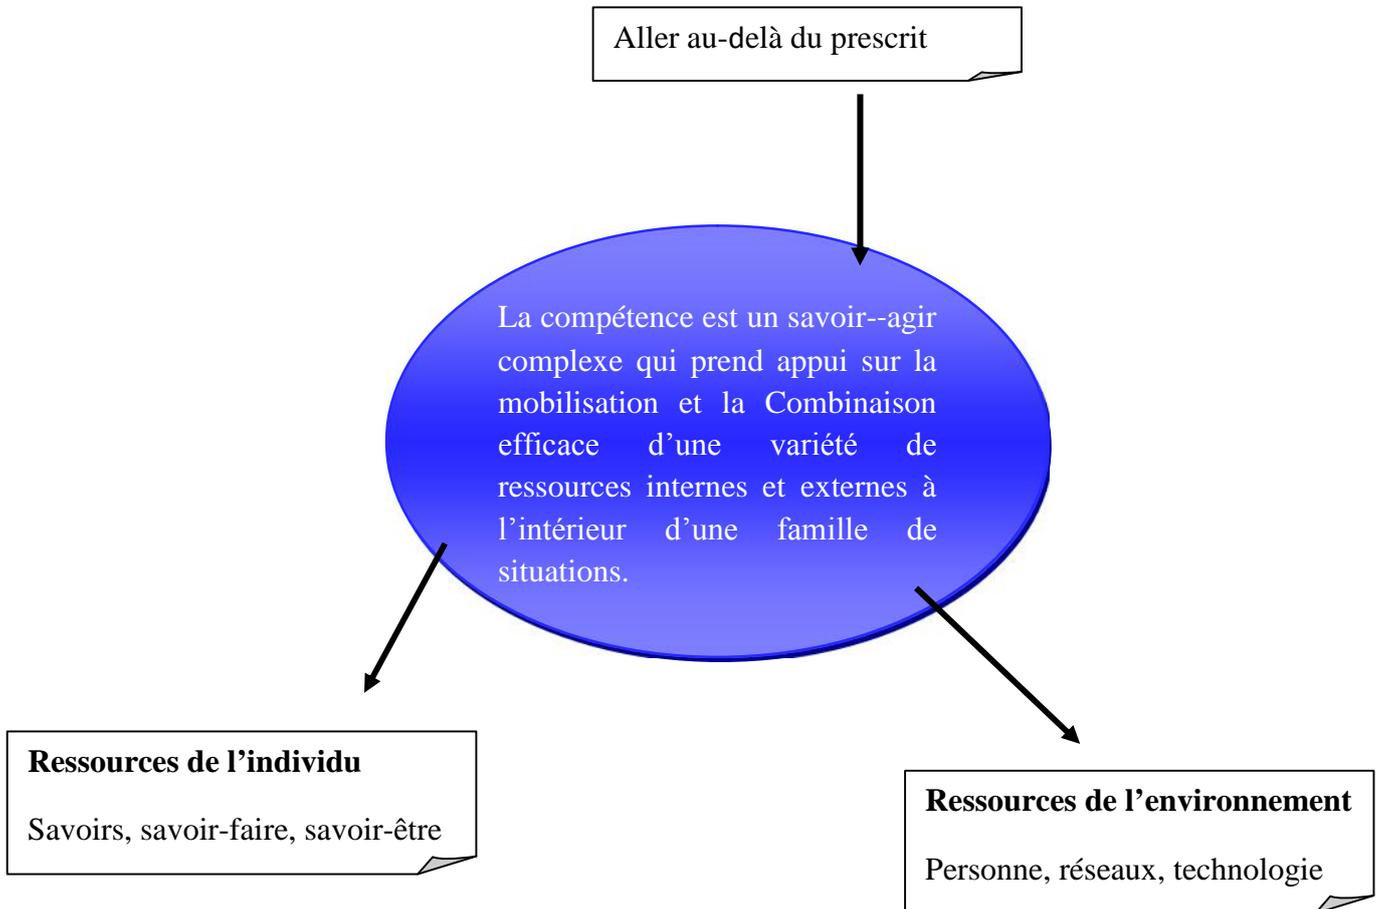 Aller au-delà du prescrit
La compétence est un savoir--agir
complexe qui prend appui sur la
mobilisation et la Combinaison
efficace d’une variété de
ressources internes et externes à
l’intérieur d’une famille de
situations.
Ressources de l’individu
Savoirs, savoir-faire, savoir-être
Ressources de l’environnement
Personne, réseaux, technologie